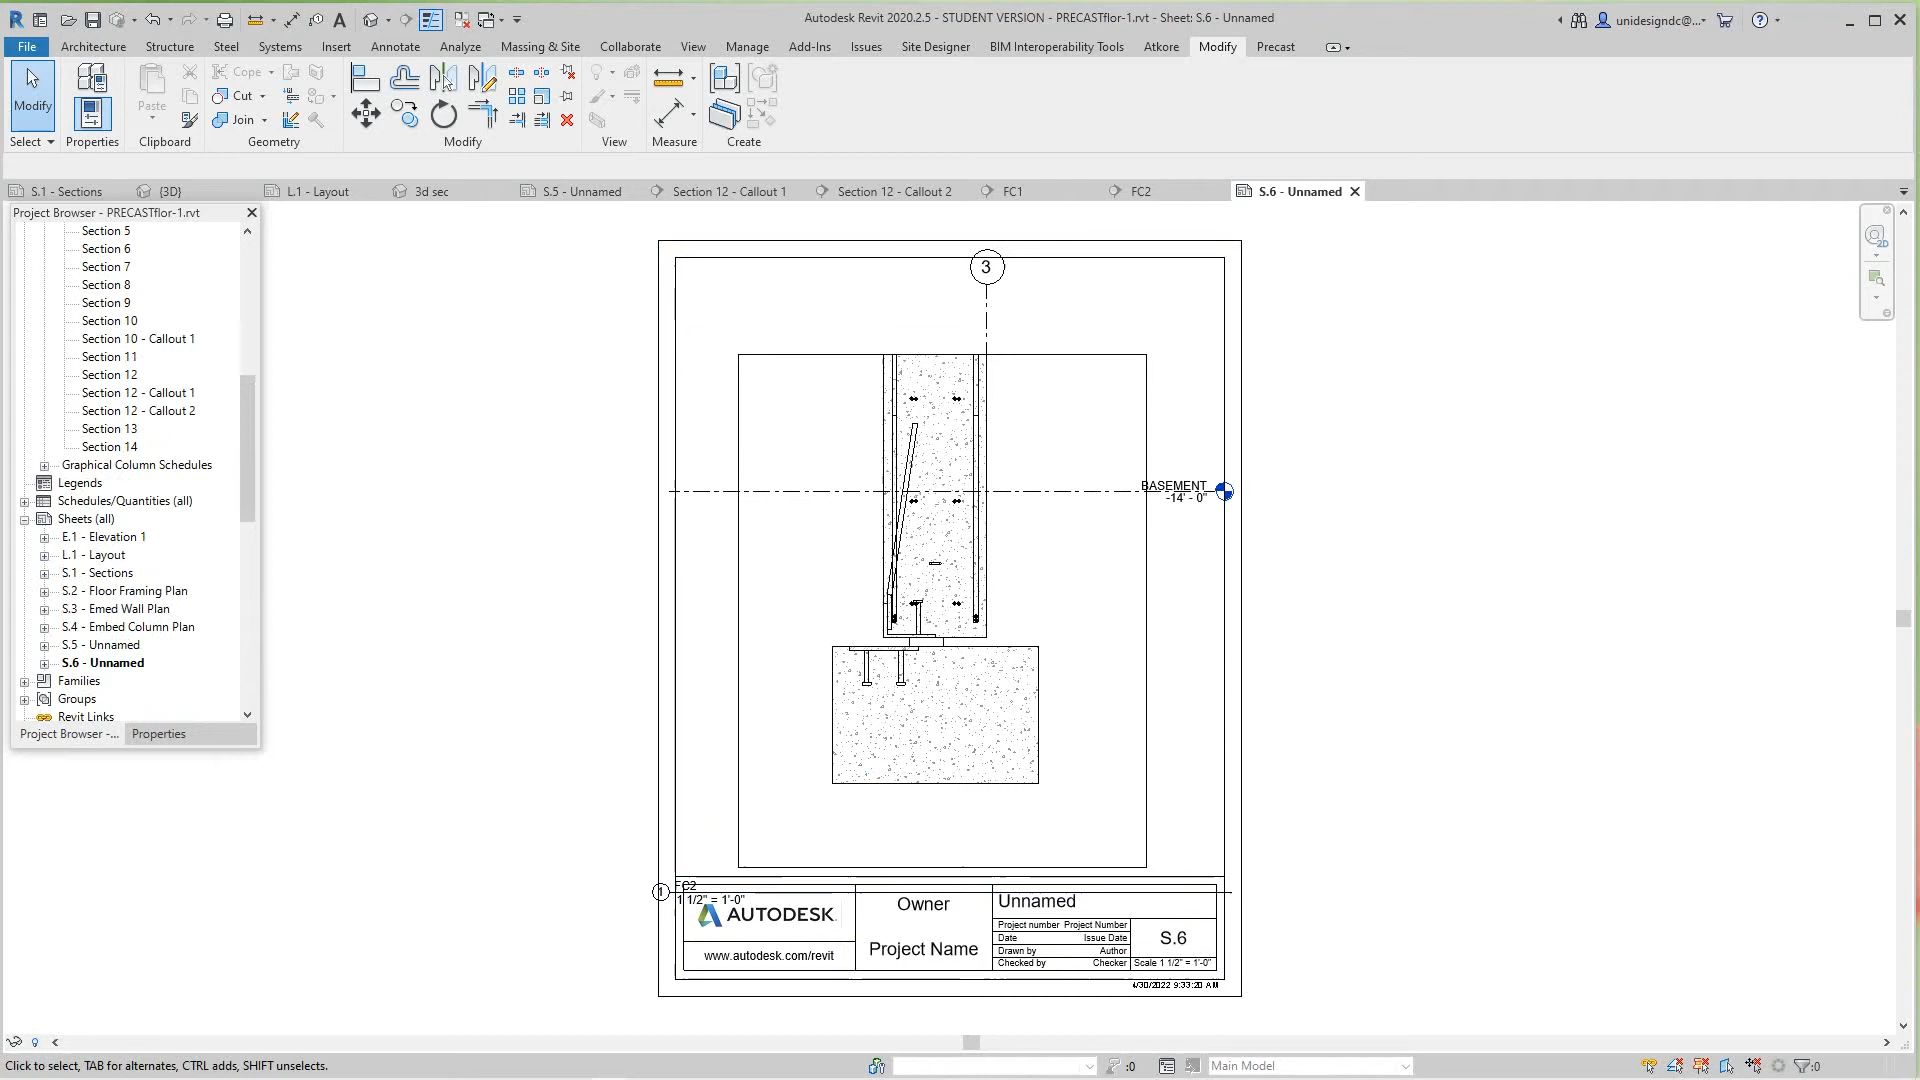 Autodesk Revit 2020.2.5 - STUDENT VERSION - PRECASTflor-1.rvt - Sheet: S.6 - Unnamed
unidesigndc@...
File Architecture Structure Steel Systems Insert Annotate Analyze Massing & Site Collaborate View Manage Add-Ins Issues Site Designer BIM Interoperability Tools Atkore Modify Precast
Modify
Paste
Cope
Cut
Join
Select Properties Clipboard Geometry Modify View Measure Create
S.1 - Sections {3D} L.1 - Layout 3d sec S.5 - Unnamed Section 12 - Callout 1 Section 12 - Callout 2 FC1 FC2 S.6 - Unnamed
Project Browser - PRECASTflor-1.rvt
Section 5
Section 6
Section 7
Section 8
Section 9
Section 10
Section 10 - Callout 1
Section 11
Section 12
Section 12 - Callout 1
Section 12 - Callout 2
Section 13
Section 14
Graphical Column Schedules
Legends
Schedules/Quantities (all)
Sheets (all)
E.1 - Elevation 1
L.1 - Layout
S.1 - Sections
S.2 - Floor Framing Plan
S.3 - Emed Wall Plan
S.4 - Embed Column Plan
S.5 - Unnamed
S.6 - Unnamed
Families
Groups
Revit Links
Project Browser -... Properties
2D
3
BASEMENT
-14' - 0"
1
FC2
1 1/2" = 1'-0"
AUTODESK
www.autodesk.com/revit
Owner
Project Name
Unnamed
Project number Project Number
Date Issue Date
Drawn by Author
Checked by Checker
S.6
Scale 1 1/2" = 1'-0"
4/30/2022 9:33:20 AM
Click to select, TAB for alternates, CTRL adds, SHIFT unselects.
:0
Main Model
:0